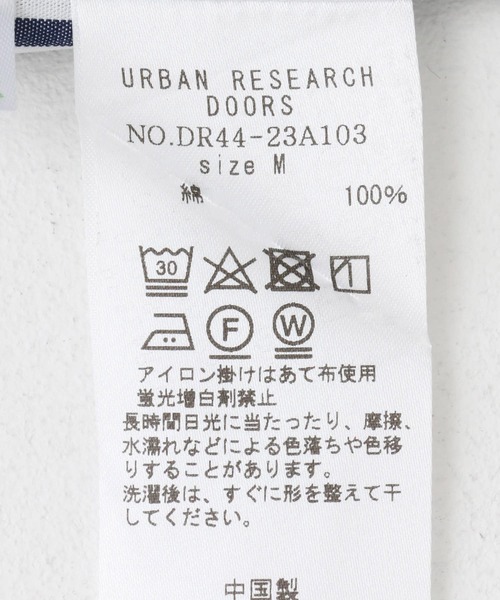 URBAN RESEARCH
DOORS
NO.DR44-23A103
size M
綿 100%
30
F W
アイロン掛けはあて布使用
蛍光増白剤禁止
長時間日光に当たったり、摩擦、
水濡れなどによる色落ちや色移
りすることがあります。
洗濯後は、すぐに形を整えて干
してください。
中国製